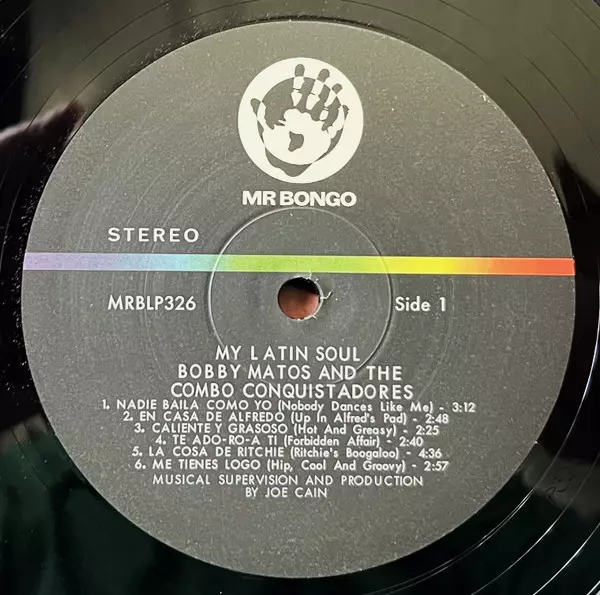 MR BONGO
STEREO
MRBLP326
Side 1
MY LATIN SOUL
BOBBY MATOS AND THE
COMBO CONQUISTADORES
1. NADIE BAILA COMO YO (Nobody Dances Like Me) - 3:12
2. EN CASA DE ALFREDO (Up In Alfred's Pad) - 2:48
3. CALIENTE Y GRASOSO (Hot And Greasy) - 2:25
4. TE ADO-RO-A TI (Forbidden Affair) - 2:40
5. LA COSA DE RITCHIE (Ritchie's Boogaloo) - 4:36
6. ME TIENES LOGO (Hip, Cool And Groovy) - 2:57
MUSICAL SUPERVISION AND PRODUCTION
BY JOE CAIN